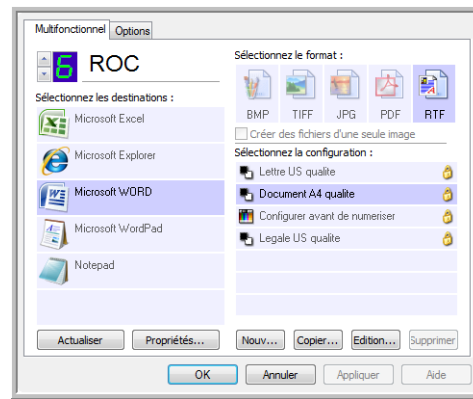 Multifonctionnel Options
6 ROC
Sélectionnez les destinations :
Microsoft Excel
Microsoft Explorer
Microsoft WORD
Microsoft WordPad
Notepad
Actualiser Propriétés...
Sélectionnez le format :
BMP TIFF JPG PDF RTF
Créer des fichiers d'une seule image
Sélectionnez la configuration :
Lettre US qualite
Document A4 qualite
Configurer avant de numeriser
Legale US qualite
Nouv... Copier... Edition... Supprimer
OK Annuler Appliquer Aide